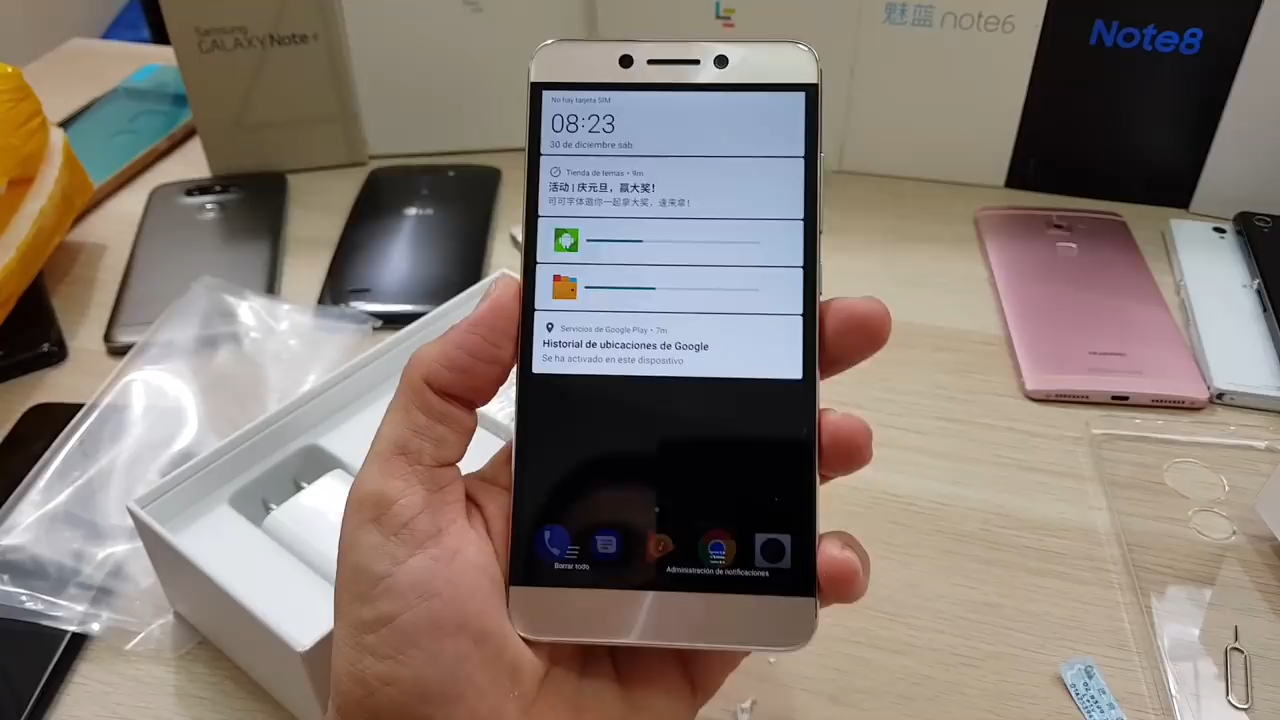 Samsung
GALAXY Note 4
魅蓝 note6
Note8
No hay tarjeta SIM
08:23
30 de diciembre sáb
Tienda de temas • 9m
活动 | 庆元旦，赢大奖！
可可字体邀你一起拿大奖，速来拿！
Servicios de Google Play • 7m
Historial de ubicaciones de Google
Se ha activado en este dispositivo
Borrar todo
Administración de notificaciones
LG
HUAWEI